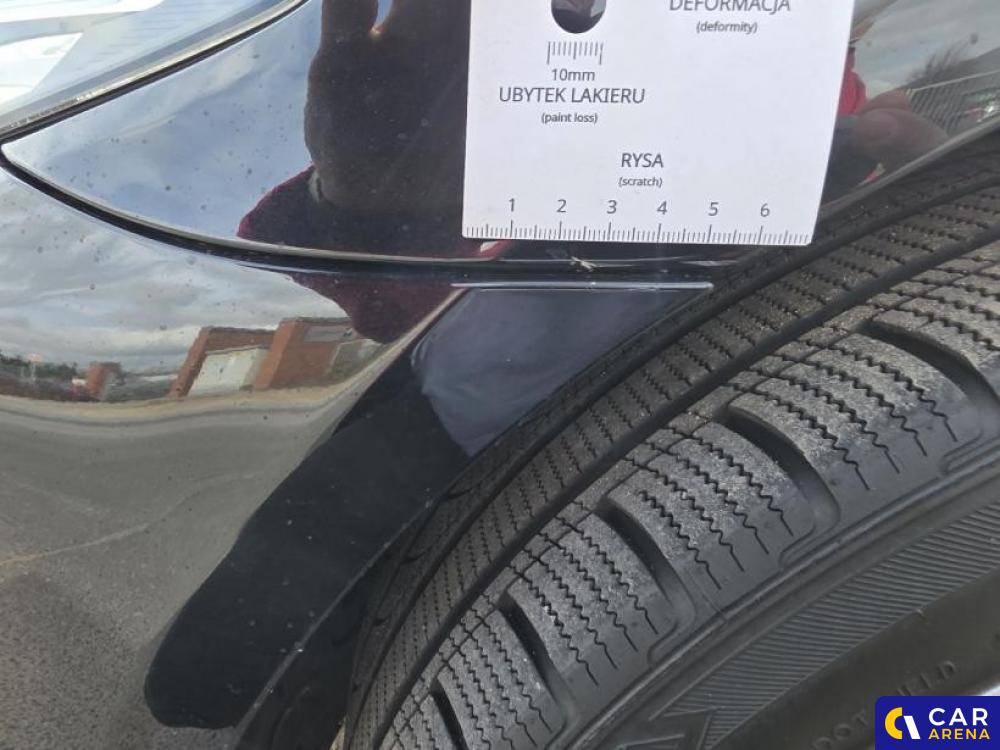 DEFORMACJA
(deformity)
10mm
UBYTEK LAKIERU
(paint loss)
RYSA
(scratch)
1 2 3 4 5 6
CAR
ARENA